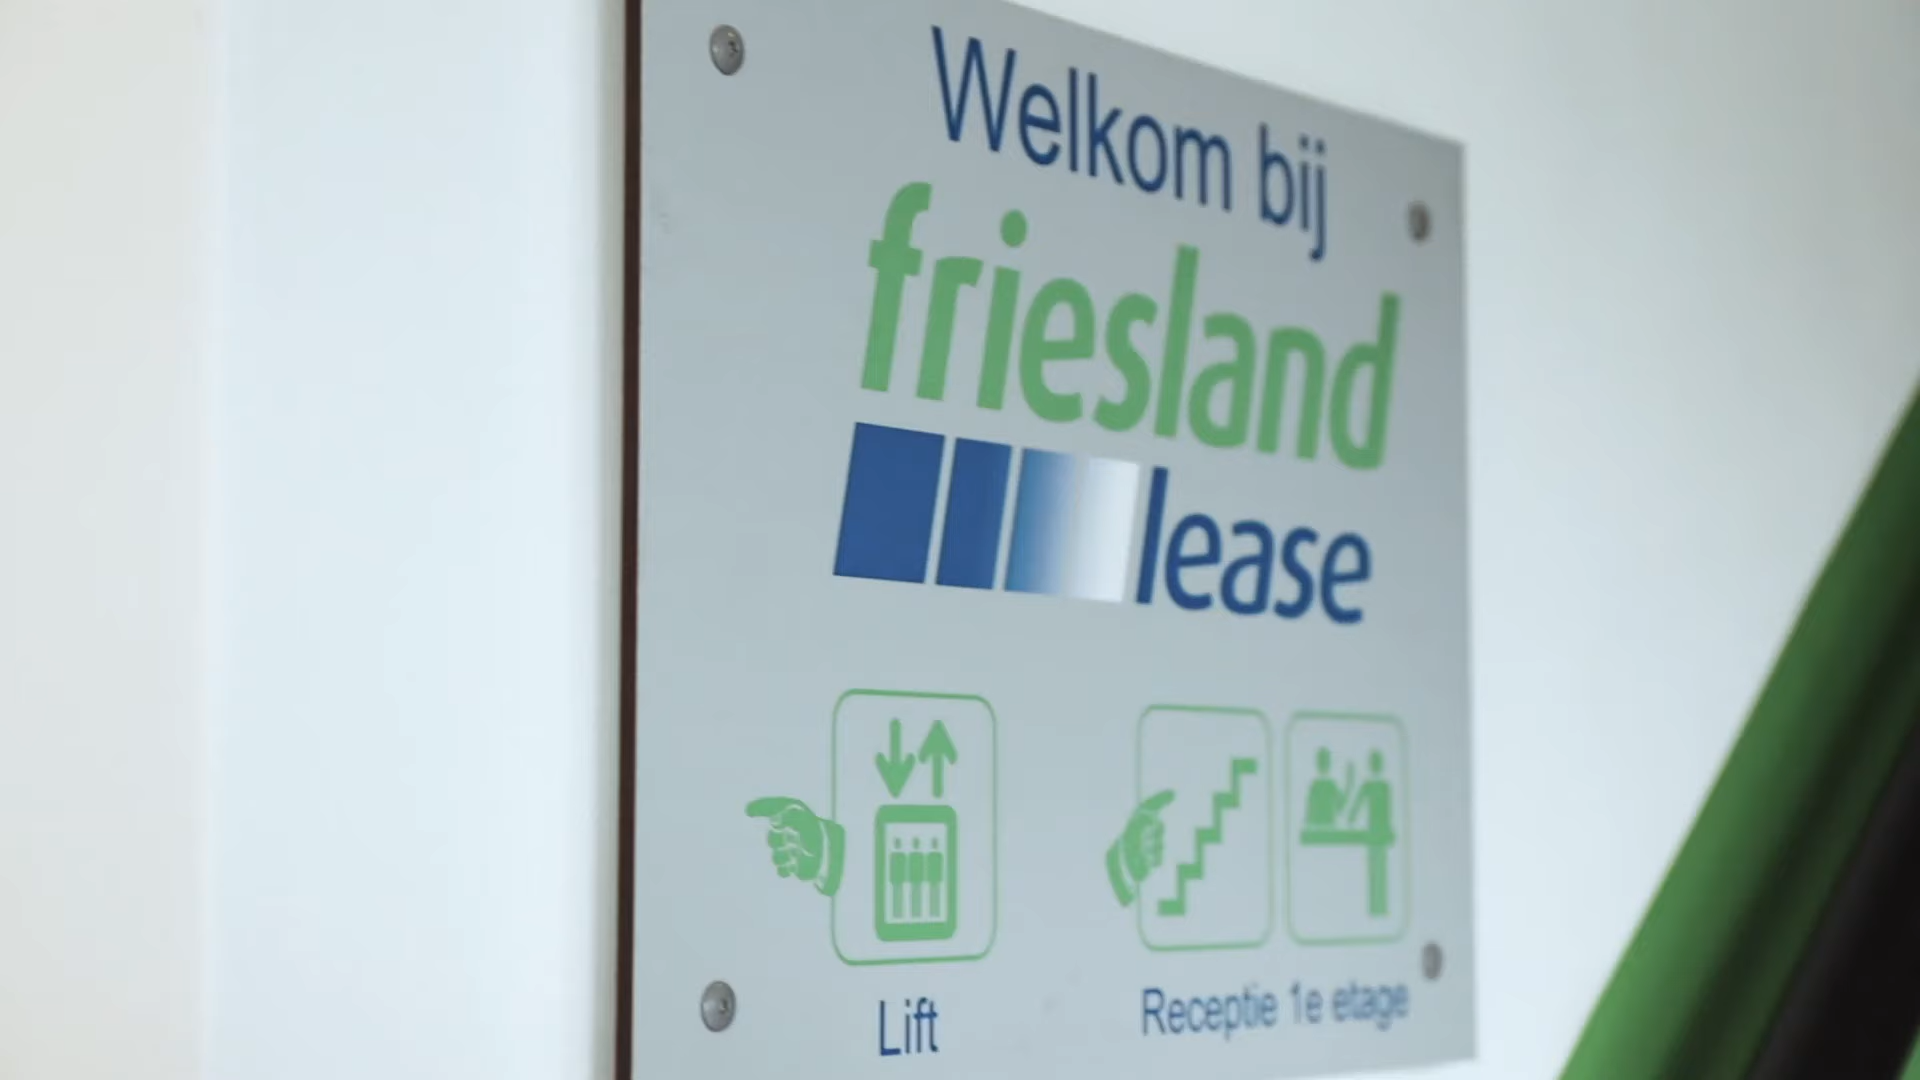 Welkom bij
friesland
lease
Lift
Receptie 1e etage